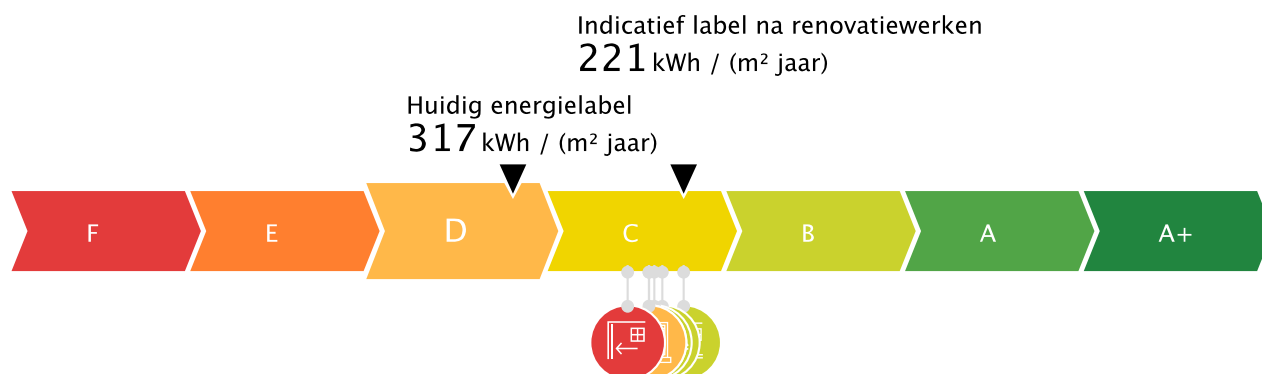 Indicatief label na renovatiewerken
221 kWh / (m² jaar)
Huidig energielabel
317 kWh / (m² jaar)
F E D C B A A+